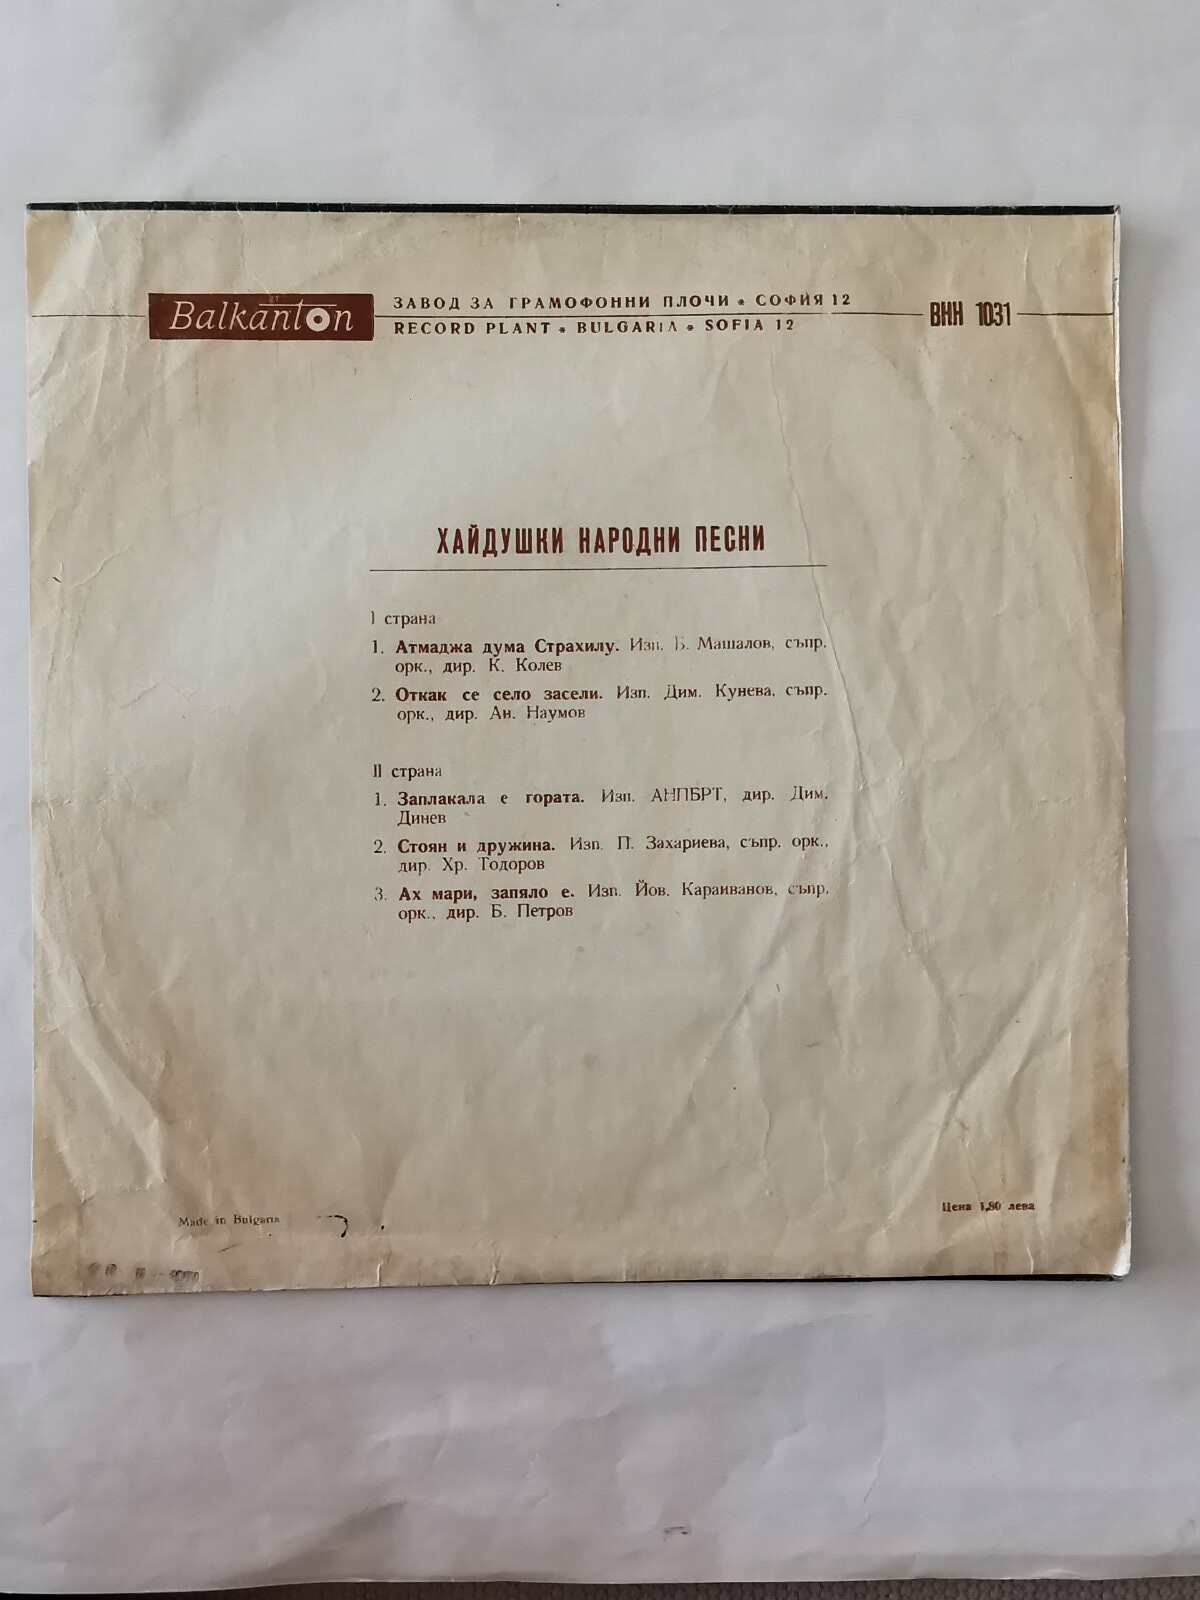 Balkanton
ЗАВОД ЗА ГРАМОФОННИ ПЛОЧИ * СОФИЯ 12
RECORD PLANT * BULGARIA * SOFIA 12
ВНН 1031
ХАЙДУШКИ НАРОДНИ ПЕСНИ
I страна
1. Атмаджа дума Страхилу. Изп. Б. Машалов, съпр.
орк., дир. К. Колев
2. Откак се село засели. Изп. Дим. Кунева, съпр.
орк., дир. Ан. Наумов
II страна
1. Заплакала е гората. Изп. АНПБРТ, дир. Дим.
Динев
2. Стоян и дружина. Изп. П. Захариева, съпр. орк.,
дир. Хр. Тодоров
3. Ах мари, запяло е. Изп. Йов. Караиванов, съпр.
орк., дир. Б. Петров
Made in Bulgaria
Цена 1,80 лева